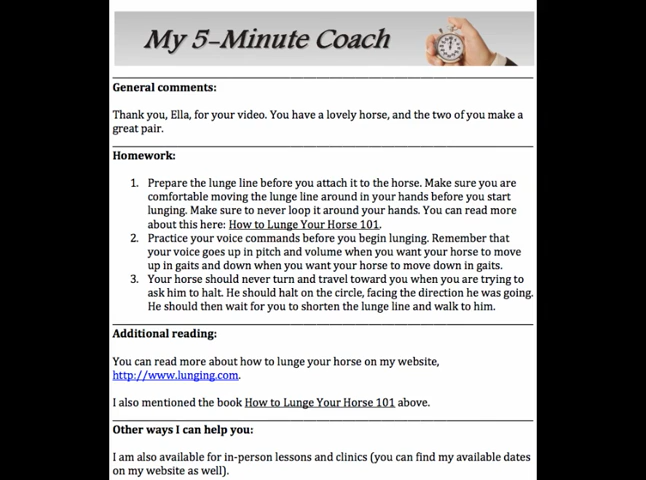 My 5-Minute Coach
General comments:
Thank you, Ella, for your video. You have a lovely horse, and the two of you make a
great pair.
Homework:
1. Prepare the lunge line before you attach it to the horse. Make sure you are
comfortable moving the lunge line around in your hands before you start
lunging. Make sure to never loop it around your hands. You can read more
about this here: How to Lunge Your Horse 101.
2. Practice your voice commands before you begin lunging. Remember that
your voice goes up in pitch and volume when you want your horse to move
up in gaits and down when you want your horse to move down in gaits.
3. Your horse should never turn and travel toward you when you are trying to
ask him to halt. He should halt on the circle, facing the direction he was going.
He should then wait for you to shorten the lunge line and walk to him.
Additional reading:
You can read more about how to lunge your horse on my website,
http://www.lunging.com.
I also mentioned the book How to Lunge Your Horse 101 above.
Other ways I can help you:
I am also available for in-person lessons and clinics (you can find my available dates
on my website as well).